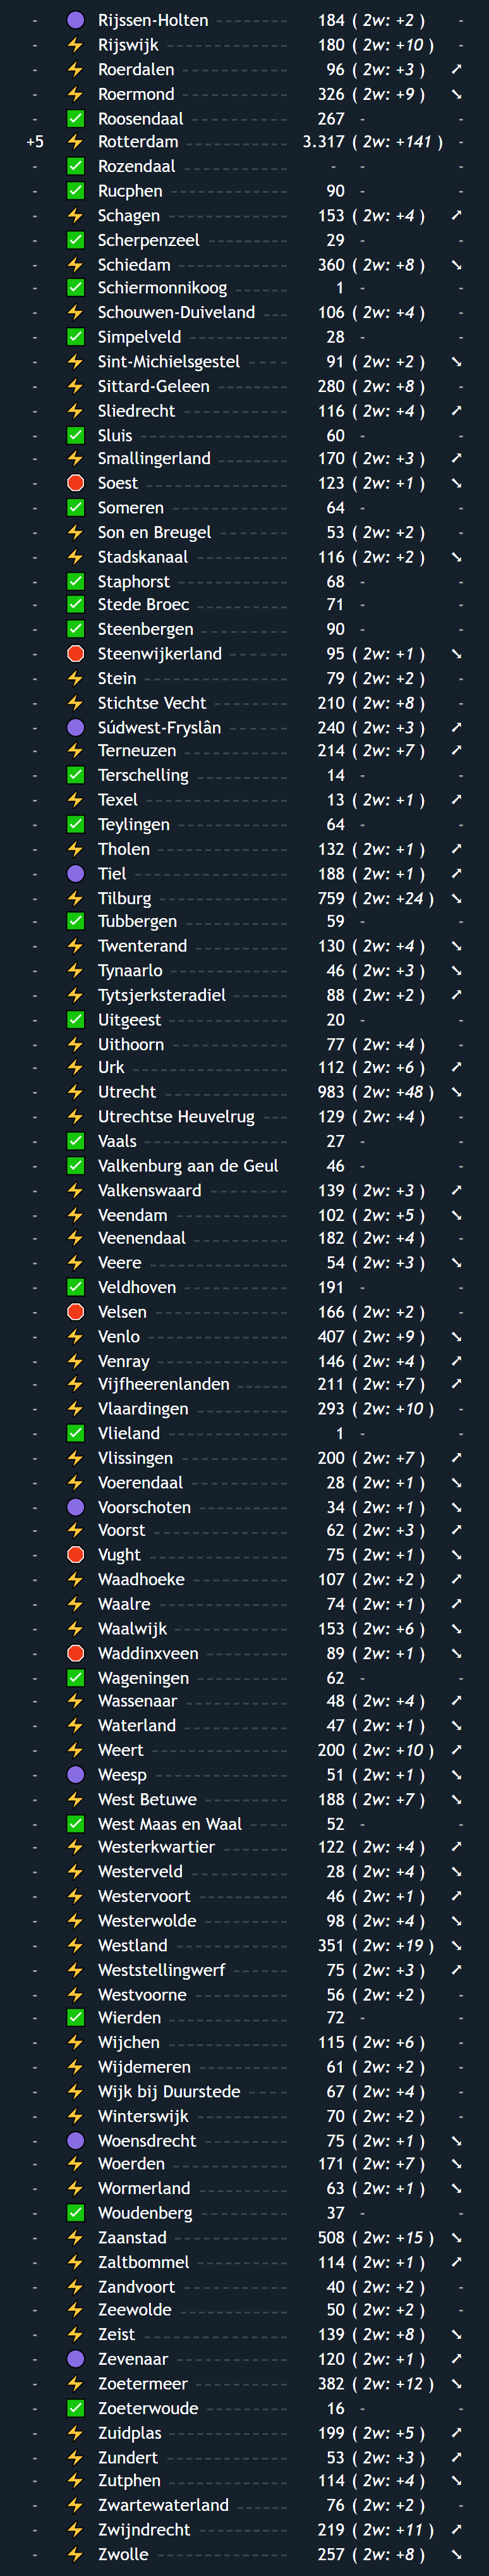 - 🟣 Rijssen-Holten 184 ( 2w: +2 ) -
- ⚡ Rijswijk 180 ( 2w: +10 ) -
- ⚡ Roerdalen 96 ( 2w: +3 ) ➚
- ⚡ Roermond 326 ( 2w: +9 ) ➘
- ✅ Roosendaal 267 - -
+5 ⚡ Rotterdam 3.317 ( 2w: +141 ) -
- ✅ Rozendaal - - -
- ✅ Rucphen 90 - -
- ⚡ Schagen 153 ( 2w: +4 ) ➚
- ✅ Scherpenzeel 29 - -
- ⚡ Schiedam 360 ( 2w: +8 ) ➘
- ✅ Schiermonnikoog 1 - -
- ⚡ Schouwen-Duiveland 106 ( 2w: +4 ) -
- ✅ Simpelveld 28 - -
- ⚡ Sint-Michielsgestel 91 ( 2w: +2 ) ➘
- ⚡ Sittard-Geleen 280 ( 2w: +8 ) -
- ⚡ Sliedrecht 116 ( 2w: +4 ) ➚
- ✅ Sluis 60 - -
- ⚡ Smallingerland 170 ( 2w: +3 ) ➚
- 🛑 Soest 123 ( 2w: +1 ) ➘
- ✅ Someren 64 - -
- ⚡ Son en Breugel 53 ( 2w: +2 ) -
- ⚡ Stadskanaal 116 ( 2w: +2 ) ➘
- ✅ Staphorst 68 - -
- ✅ Stede Broec 71 - -
- ✅ Steenbergen 90 - -
- 🛑 Steenwijkerland 95 ( 2w: +1 ) ➘
- ⚡ Stein 79 ( 2w: +2 ) -
- ⚡ Stichtse Vecht 210 ( 2w: +8 ) -
- 🟣 Súdwest-Fryslân 240 ( 2w: +3 ) ➚
- ⚡ Terneuzen 214 ( 2w: +7 ) ➚
- ✅ Terschelling 14 - -
- ⚡ Texel 13 ( 2w: +1 ) ➚
- ✅ Teylingen 64 - -
- ⚡ Tholen 132 ( 2w: +1 ) ➚
- 🟣 Tiel 188 ( 2w: +1 ) ➚
- ⚡ Tilburg 759 ( 2w: +24 ) ➘
- ✅ Tubbergen 59 - -
- ⚡ Twenterand 130 ( 2w: +4 ) ➘
- ⚡ Tynaarlo 46 ( 2w: +3 ) ➘
- ⚡ Tytsjerksteradiel 88 ( 2w: +2 ) ➚
- ✅ Uitgeest 20 - -
- ⚡ Uithoorn 77 ( 2w: +4 ) -
- ⚡ Urk 112 ( 2w: +6 ) ➚
- ⚡ Utrecht 983 ( 2w: +48 ) ➘
- ⚡ Utrechtse Heuvelrug 129 ( 2w: +4 ) -
- ✅ Vaals 27 - -
- ✅ Valkenburg aan de Geul 46 - -
- ⚡ Valkenswaard 139 ( 2w: +3 ) ➚
- ⚡ Veendam 102 ( 2w: +5 ) ➘
- ⚡ Veenendaal 182 ( 2w: +4 ) -
- ⚡ Veere 54 ( 2w: +3 ) ➘
- ✅ Veldhoven 191 - -
- 🛑 Velsen 166 ( 2w: +2 ) -
- ⚡ Venlo 407 ( 2w: +9 ) ➘
- ⚡ Venray 146 ( 2w: +4 ) ➚
- ⚡ Vijfheerenlanden 211 ( 2w: +7 ) ➚
- ⚡ Vlaardingen 293 ( 2w: +10 ) -
- ✅ Vlieland 1 - -
- ⚡ Vlissingen 200 ( 2w: +7 ) ➚
- ⚡ Voerendaal 28 ( 2w: +1 ) ➘
- 🟣 Voorschoten 34 ( 2w: +1 ) ➘
- ⚡ Voorst 62 ( 2w: +3 ) ➚
- 🛑 Vught 75 ( 2w: +1 ) ➘
- ⚡ Waadhoeke 107 ( 2w: +2 ) ➚
- ⚡ Waalre 74 ( 2w: +1 ) ➚
- ⚡ Waalwijk 153 ( 2w: +6 ) ➘
- 🛑 Waddinxveen 89 ( 2w: +1 ) ➘
- ✅ Wageningen 62 - -
- ⚡ Wassenaar 48 ( 2w: +4 ) ➚
- ⚡ Waterland 47 ( 2w: +1 ) ➘
- ⚡ Weert 200 ( 2w: +10 ) ➚
- 🟣 Weesp 51 ( 2w: +1 ) ➘
- ⚡ West Betuwe 188 ( 2w: +7 ) ➘
- ✅ West Maas en Waal 52 - -
- ⚡ Westerkwartier 122 ( 2w: +4 ) ➚
- ⚡ Westerveld 28 ( 2w: +4 ) ➘
- ⚡ Westervoort 46 ( 2w: +1 ) ➚
- ⚡ Westerwolde 98 ( 2w: +4 ) ➘
- ⚡ Westland 351 ( 2w: +19 ) ➘
- ⚡ Weststellingwerf 75 ( 2w: +3 ) ➚
- ⚡ Westvoorne 56 ( 2w: +2 ) -
- ✅ Wierden 72 - -
- ⚡ Wijchen 115 ( 2w: +6 ) -
- ⚡ Wijdemeren 61 ( 2w: +2 ) -
- ⚡ Wijk bij Duurstede 67 ( 2w: +4 ) -
- ⚡ Winterswijk 70 ( 2w: +2 ) -
- 🟣 Woensdrecht 75 ( 2w: +1 ) ➘
- ⚡ Woerden 171 ( 2w: +7 ) ➘
- ⚡ Wormerland 63 ( 2w: +1 ) ➘
- ✅ Woudenberg 37 - -
- ⚡ Zaanstad 508 ( 2w: +15 ) ➘
- ⚡ Zaltbommel 114 ( 2w: +1 ) ➚
- ⚡ Zandvoort 40 ( 2w: +2 ) -
- ⚡ Zeewolde 50 ( 2w: +2 ) -
- ⚡ Zeist 139 ( 2w: +8 ) ➘
- 🟣 Zevenaar 120 ( 2w: +1 ) ➚
- ⚡ Zoetermeer 382 ( 2w: +12 ) ➘
- ✅ Zoeterwoude 16 - -
- ⚡ Zuidplas 199 ( 2w: +5 ) ➚
- ⚡ Zundert 53 ( 2w: +3 ) ➚
- ⚡ Zutphen 114 ( 2w: +4 ) ➘
- ⚡ Zwartewaterland 76 ( 2w: +2 ) -
- ⚡ Zwijndrecht 219 ( 2w: +11 ) ➚
- ⚡ Zwolle 257 ( 2w: +8 ) ➘